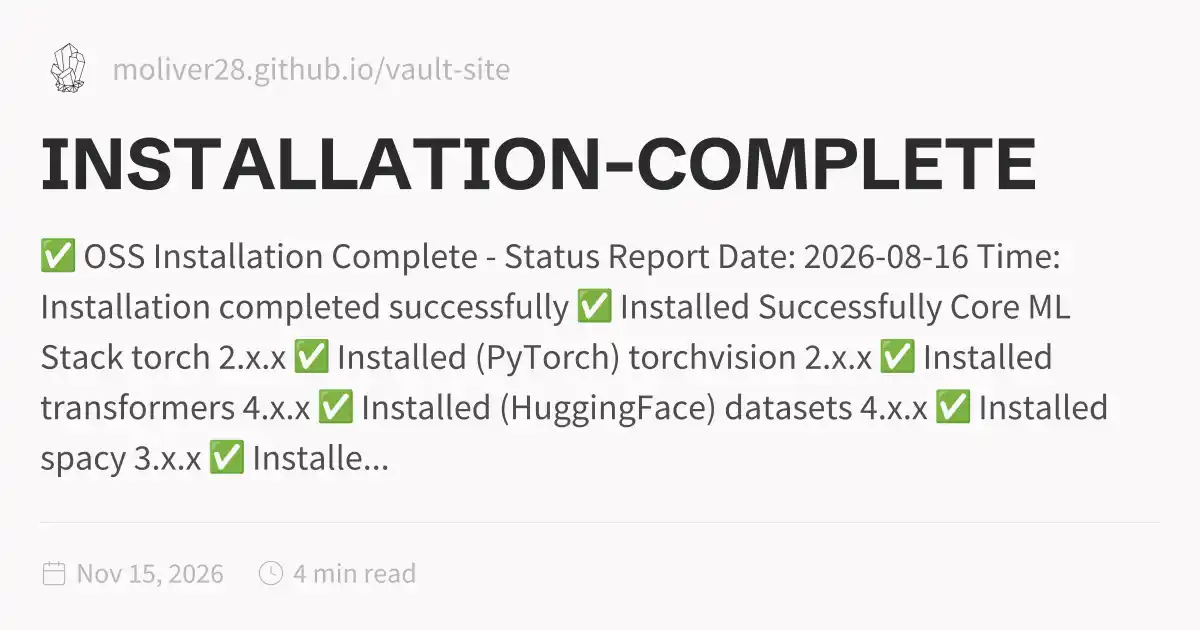 moliver28.github.io/vault-site
INSTALLATION-COMPLETE
✅ OSS Installation Complete - Status Report Date: 2026-08-16 Time:
Installation completed successfully ✅ Installed Successfully Core ML
Stack torch 2.x.x ✅ Installed (PyTorch) torchvision 2.x.x ✅ Installed
transformers 4.x.x ✅ Installed (HuggingFace) datasets 4.x.x ✅ Installed
spacy 3.x.x ✅ Installe...
Nov 15, 2026 4 min read